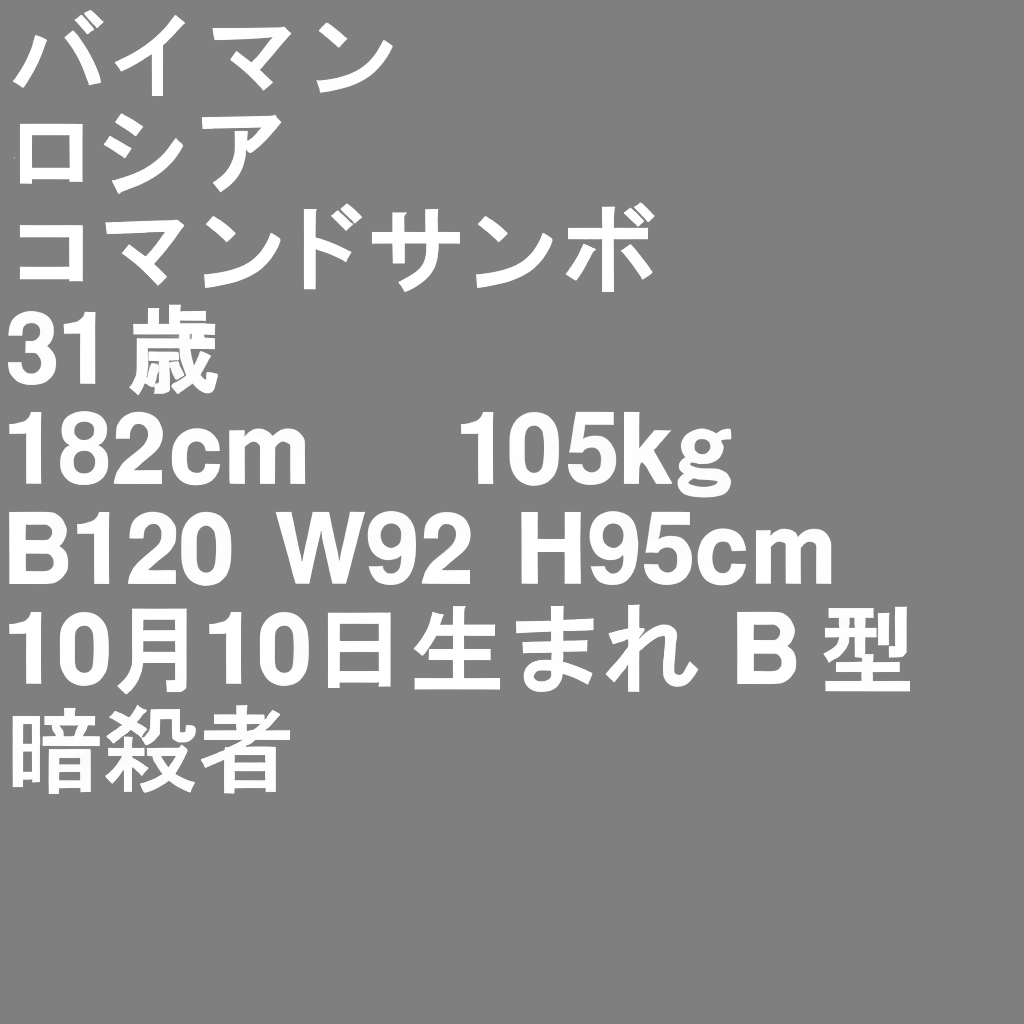 バイマン
ロシア
コマンドサンボ
31歳
182cm 105kg
B120 W92 H95cm
10月10日生まれ B型
暗殺者